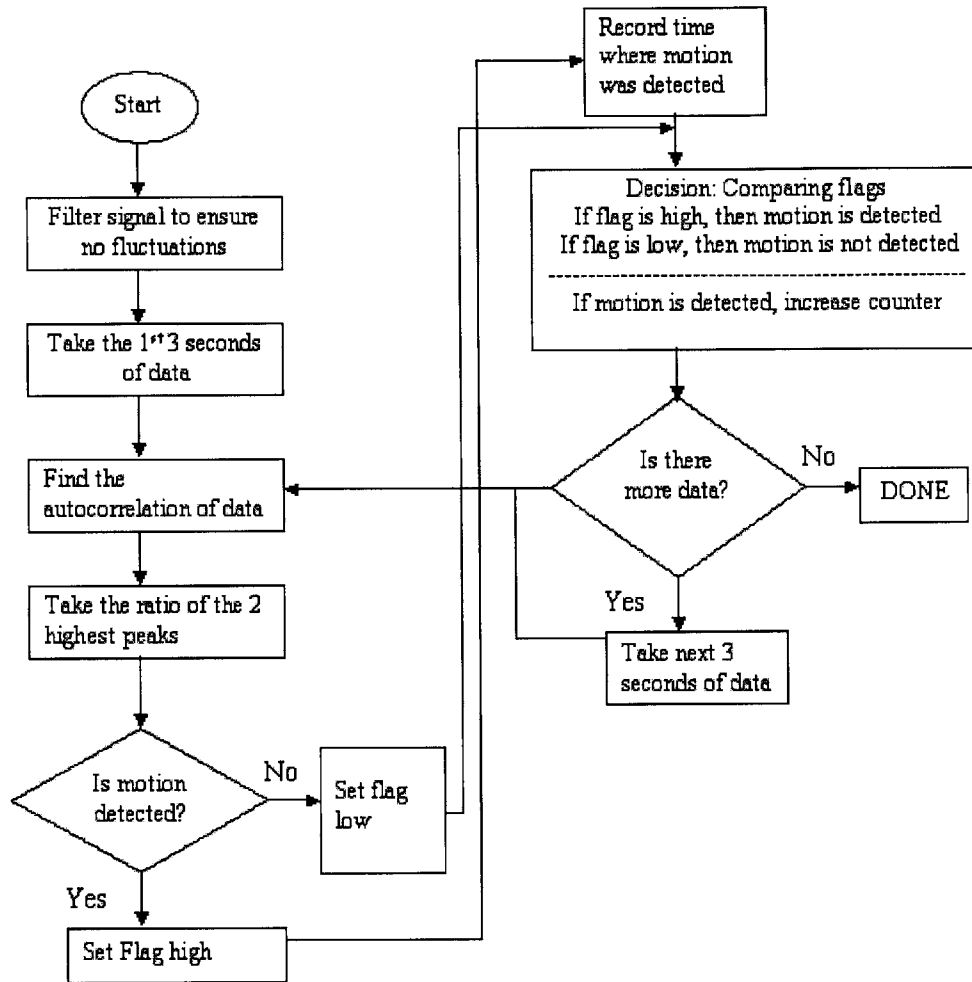 Start
Filter signal to ensure
no fluctuations
Take the 1st 3 seconds
of data
Find the
autocorrelation of data
Take the ratio of the 2
highest peaks
Is motion
detected?
No
Set flag
low
Yes
Set Flag high
Record time
where motion
was detected
Decision: Comparing flags
If flag is high, then motion is detected
If flag is low, then motion is not detected
If motion is detected, increase counter
Is there
more data?
No
DONE
Yes
Take next 3
seconds of data